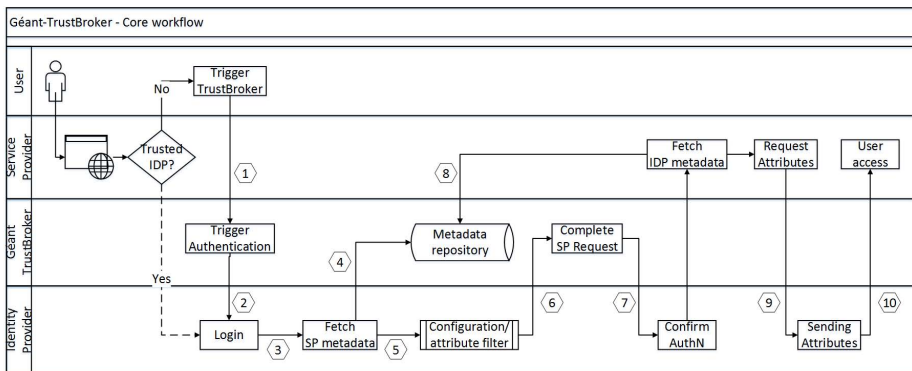 Géant-TrustBroker - Core workflow
User
Trigger
TrustBroker
No
Service
Provider
Trusted
IDP?
1
8
Fetch
IDP metadata
Request
Attributes
User
access
Géant
TrustBroker
Trigger
Authentication
Metadata
repository
Complete
SP Request
4
Yes
2
6
7
9
10
Identity
Provider
Login
3
Fetch
SP metadata
5
Configuration/
attribute filter
Confirm
AuthN
Sending
Attributes